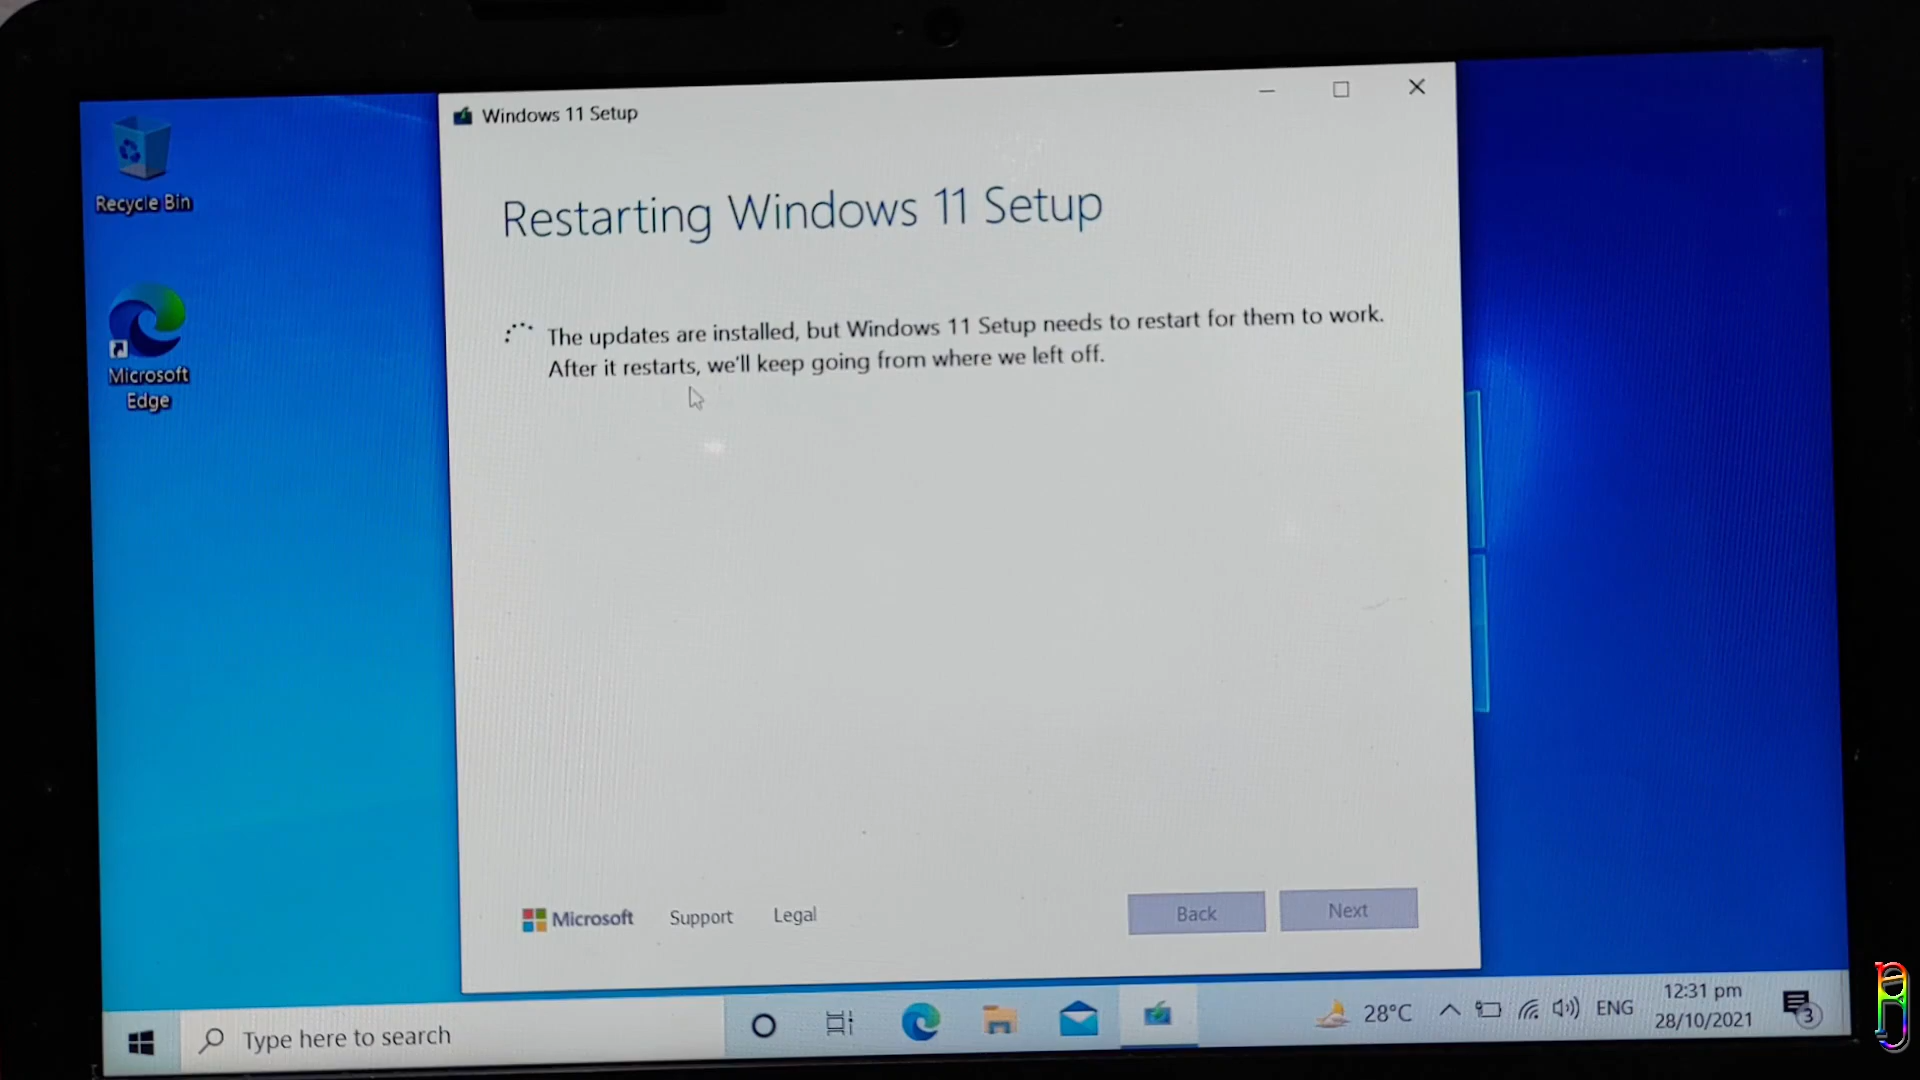 Windows 11 Setup
Recycle Bin
Restarting Windows 11 Setup
The updates are installed, but Windows 11 Setup needs to restart for them to work.
After it restarts, we'll keep going from where we left off.
Microsoft
Edge
Microsoft Support Legal
Back Next
Type here to search
28°C
ENG
12:31 pm
28/10/2021
3